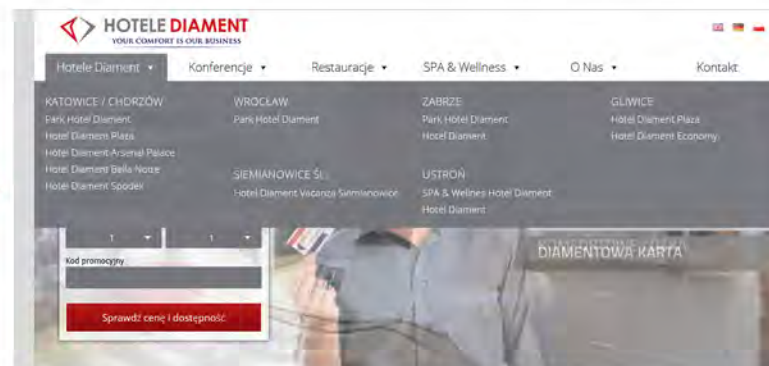 HOTELE DIAMENT
YOUR COMFORT IS OUR BUSINESS
Hotele Diament
Konferencje
Restauracje
SPA & Wellness
O Nas
Kontakt
KATOWICE / CHORZÓW
Park Hotel Diament
Hotel Diament Plaza
Hotel Diament Arsenal Palace
Hotel Diament Bella Notte
Hotel Diament Spodek
WROCŁAW
Park Hotel Diament
SIEMIANOWICE ŚL.
Hotel Diament Vacanza Siemianowice
ZABRZE
Park Hotel Diament
Hotel Diament
USTROŃ
SPA & Wellnes Hotel Diament
Hotel Diament
GLIWICE
Hotel Diament Plaza
Hotel Diament Economy
1 1
Kod promocyjny
Sprawdź cenę i dostępność
DIAMENTOWA KARTA